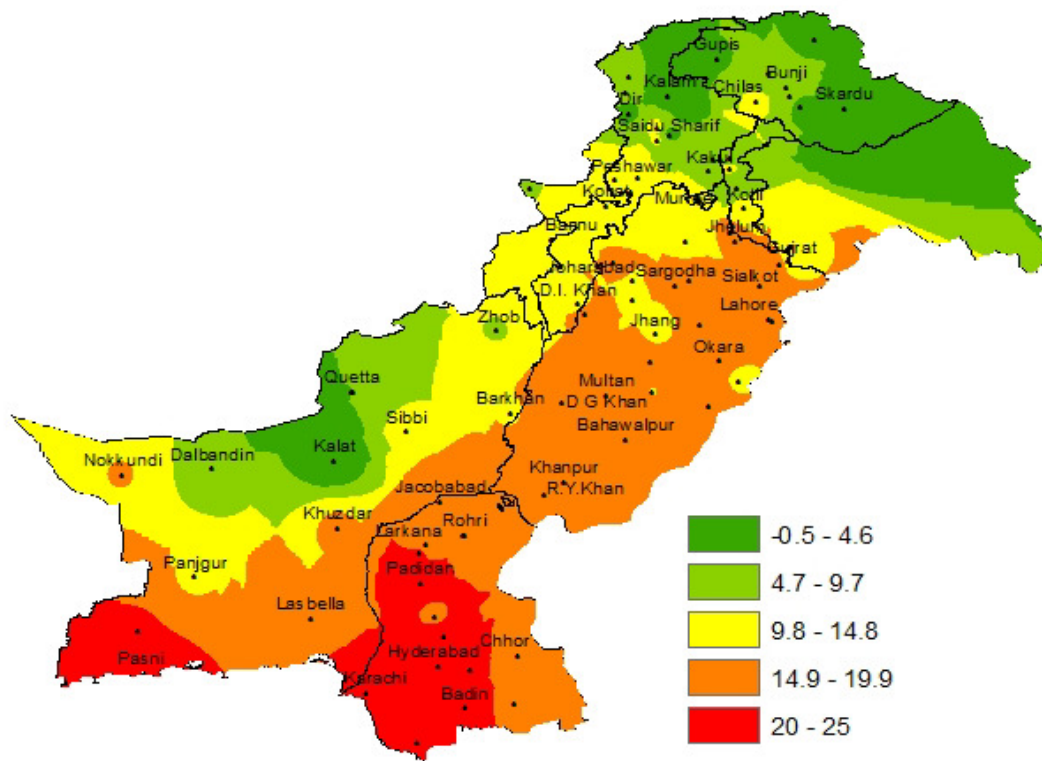 Gupis
Bunji
Kalam
Chilas
Skardu
Dir
Saidu Sharif
Kakul
Peshawar
Kohat
Kotli
Bannu
Jhelum
Gujrat
Joharabad
Sargodha
Sialkot
D.I. Khan
Lahore
Zhob
Jhang
Okara
Quetta
Multan
Barkhan
D G Khan
Sibbi
Bahawalpur
Kalat
Dalbandin
Nokkundi
Khanpur
Jacobabad
R.Y.Khan
Khuzdar
Rohri
Larkana
Panjgur
Padidan
Lasbella
Chhor
Pasni
Hyderabad
Karachi
Badin
-0.5 - 4.6
4.7 - 9.7
9.8 - 14.8
14.9 - 19.9
20 - 25